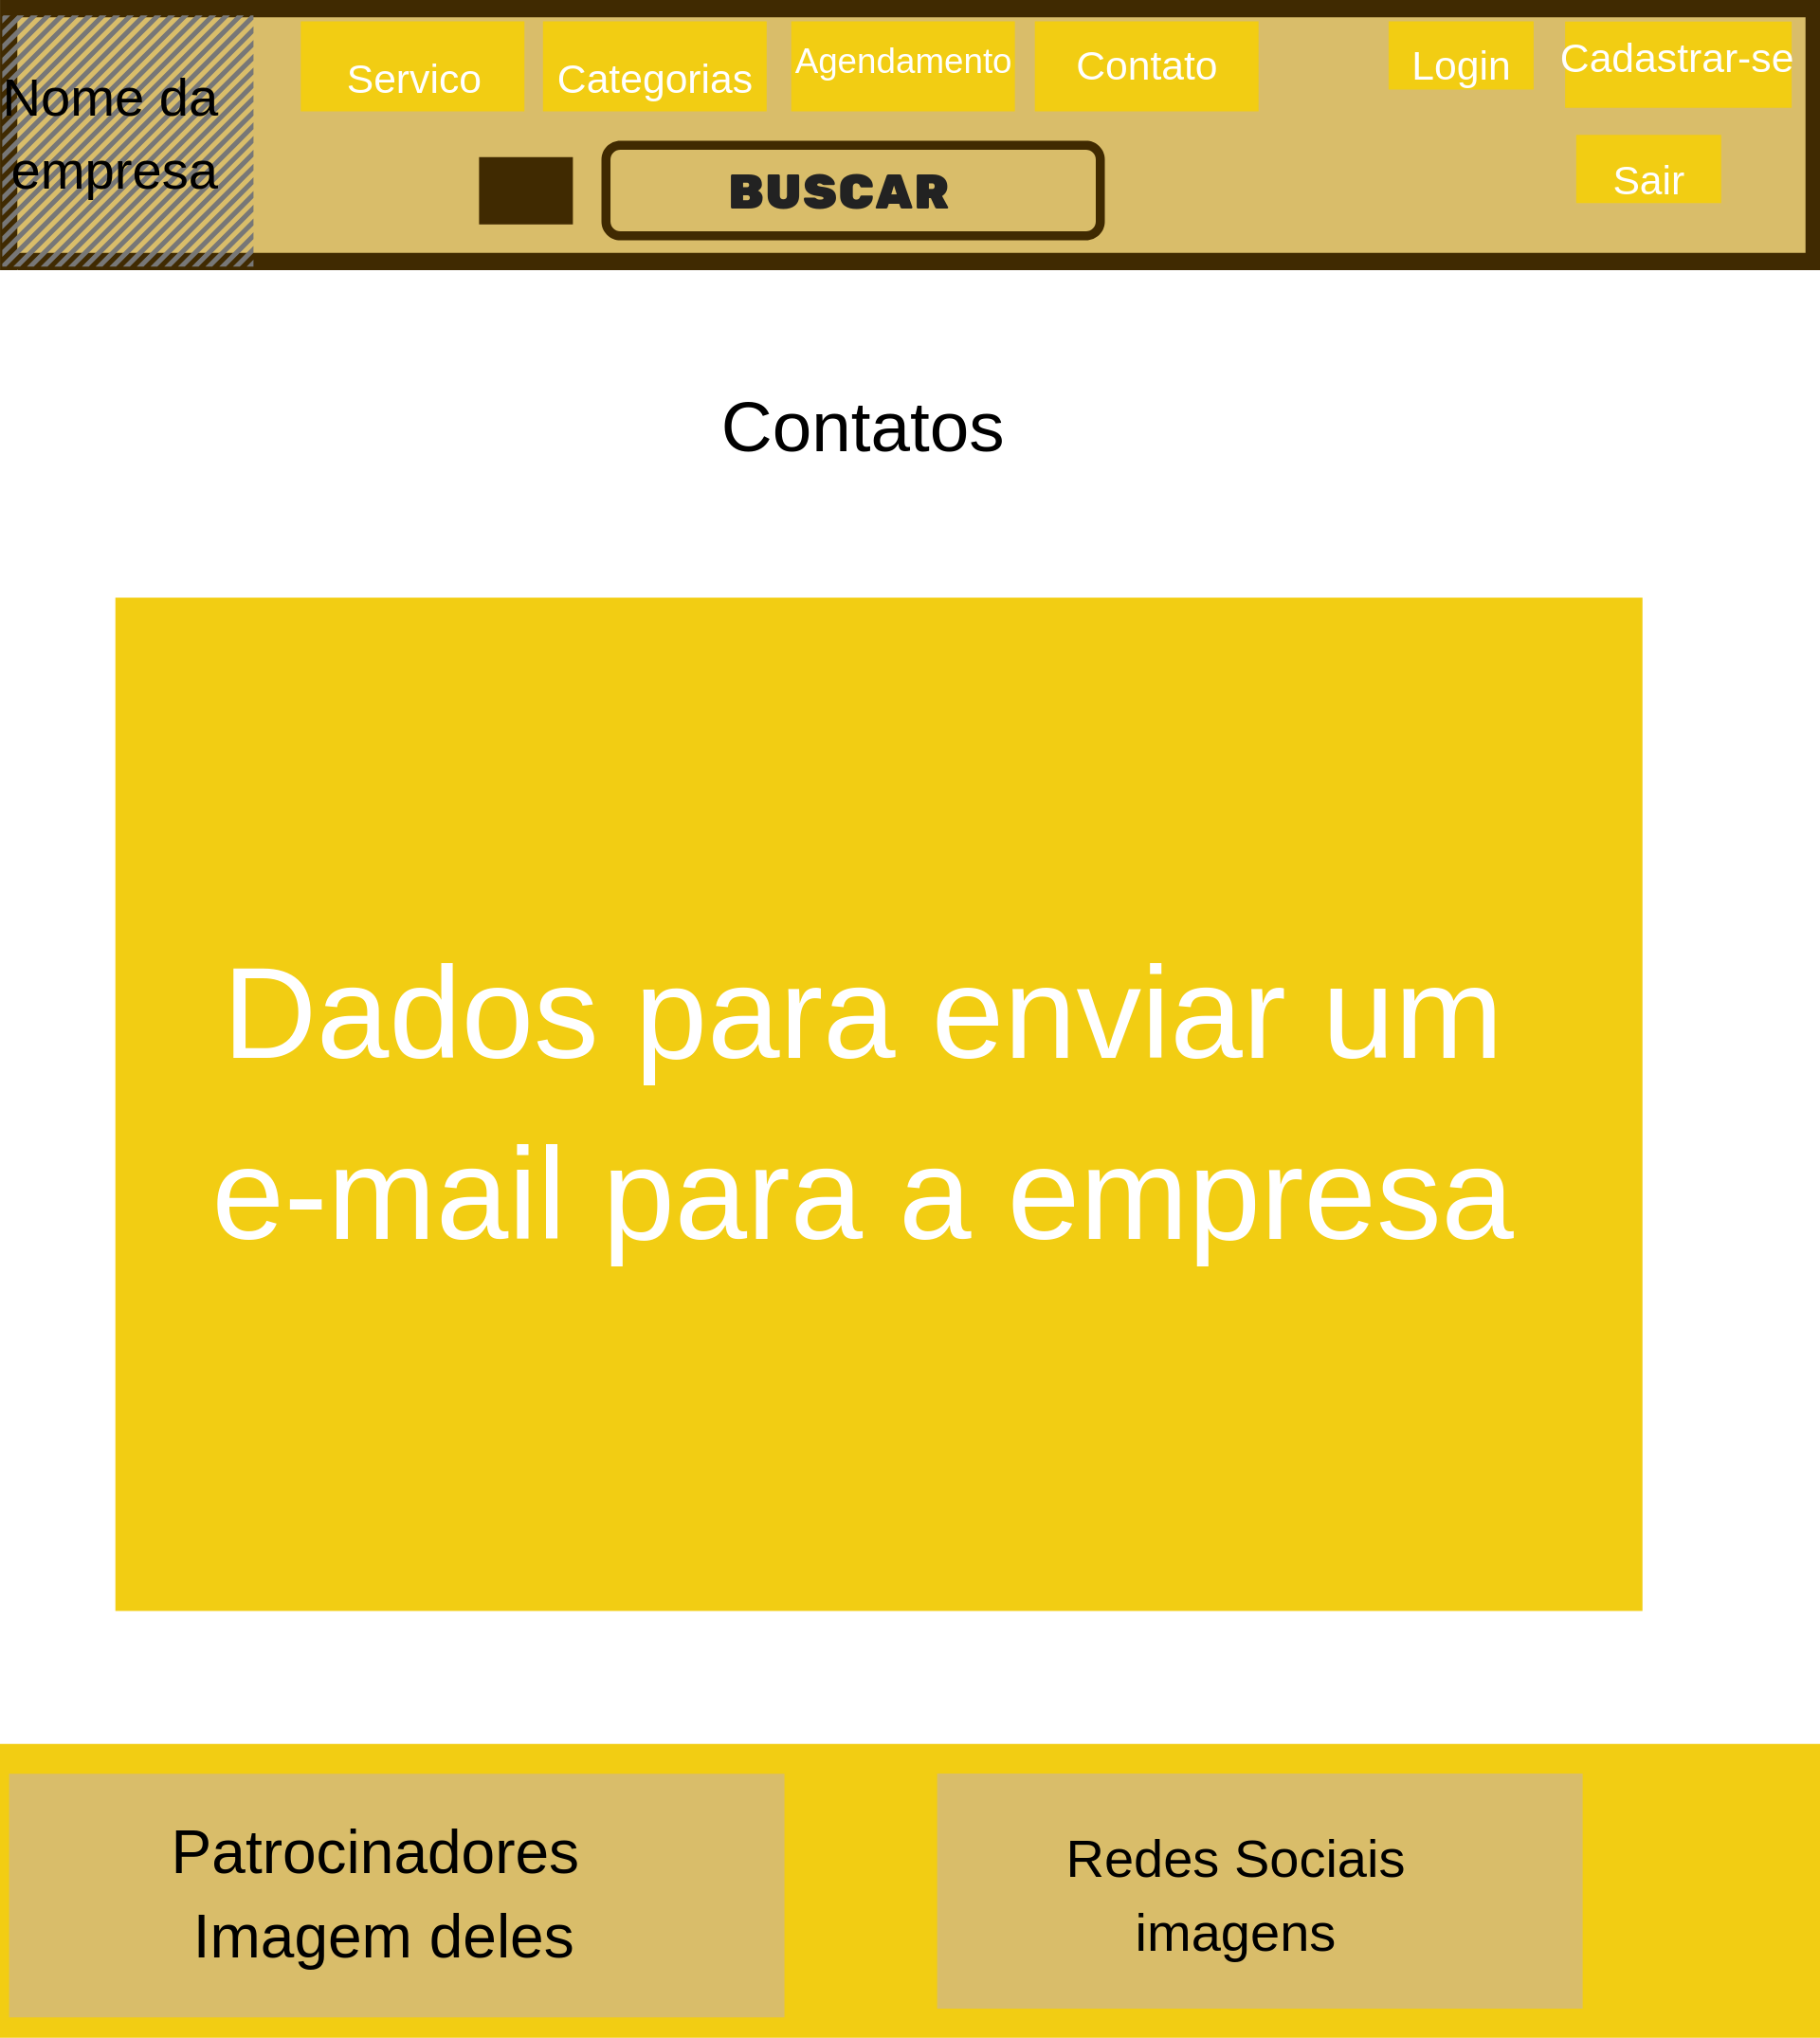 Nome da
empresa
Servico
Categorias
Agendamento
Contato
Login
Cadastrar-se
BUSCAR
Sair
Contatos
Dados para enviar um
e-mail para a empresa
Patrocinadores
Imagem deles
Redes Sociais
imagens